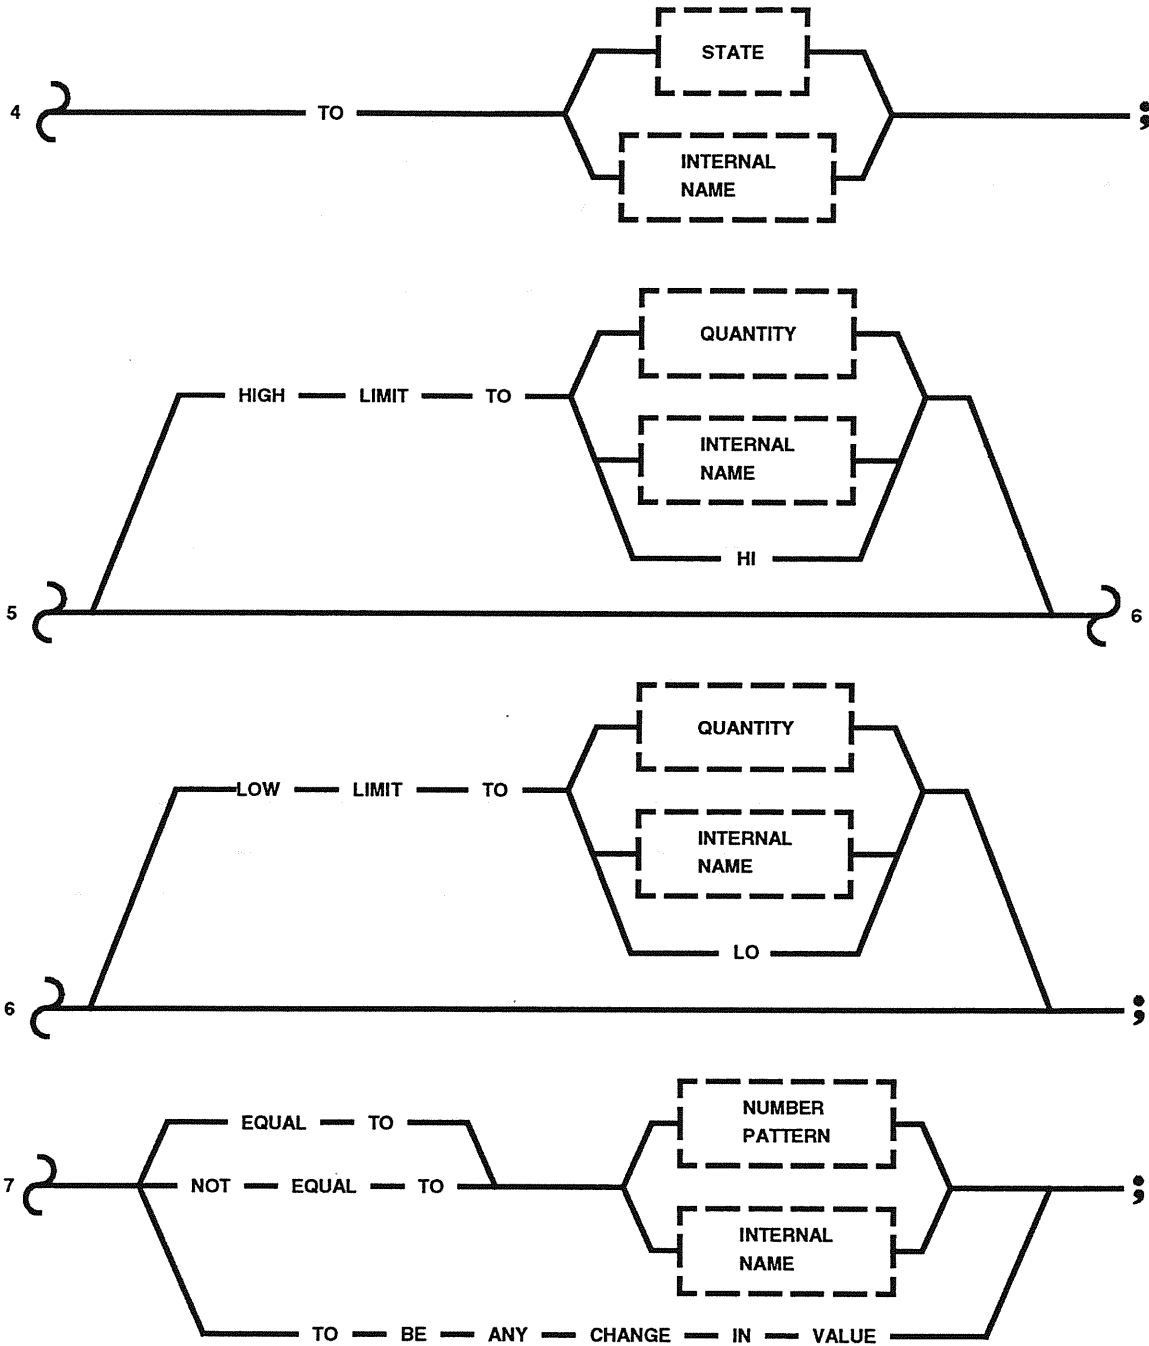 STATE
4 TO ;
INTERNAL
NAME
QUANTITY
HIGH LIMIT TO
INTERNAL
NAME
HI
5 6
QUANTITY
LOW LIMIT TO
INTERNAL
NAME
LO
6 ;
NUMBER
PATTERN
EQUAL TO
7 NOT EQUAL TO ;
INTERNAL
NAME
TO BE ANY CHANGE IN VALUE